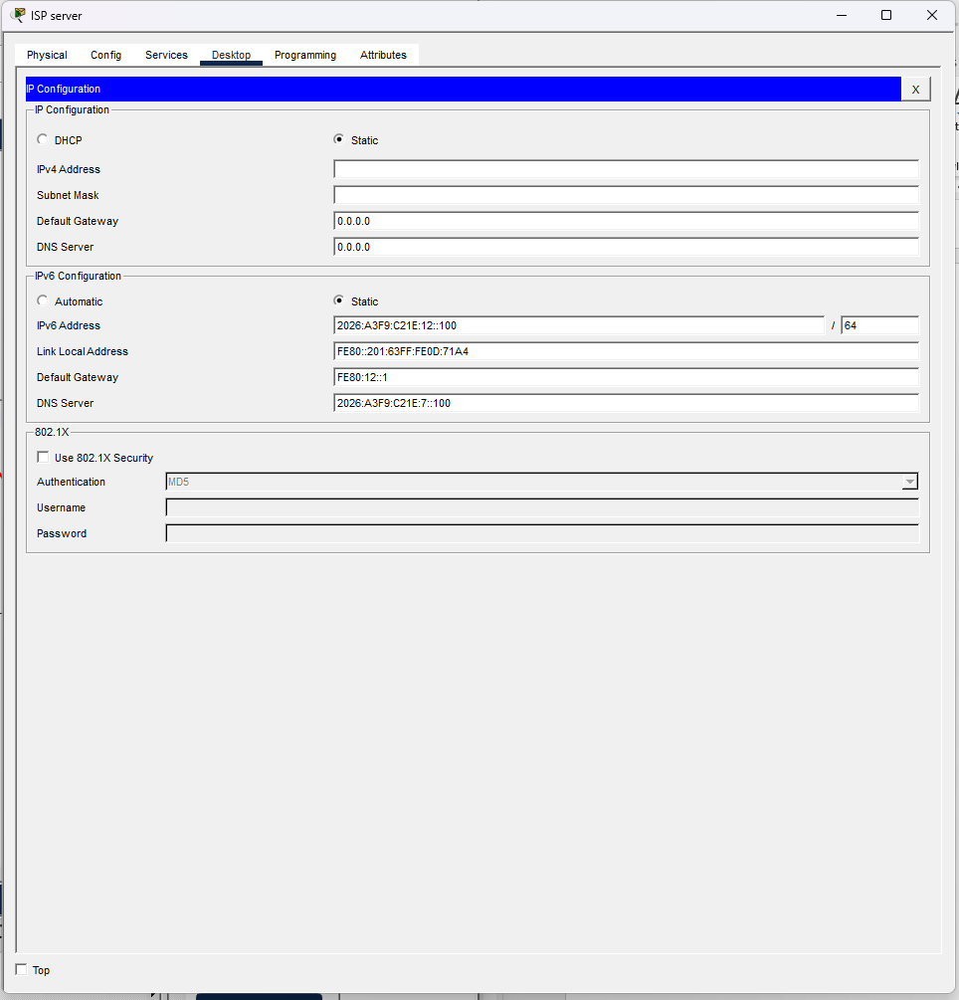 ISP server
Physical Config Services Desktop Programming Attributes
IP Configuration X
IP Configuration
DHCP Static
IPv4 Address
Subnet Mask
Default Gateway 0.0.0.0
DNS Server 0.0.0.0
IPv6 Configuration
Automatic Static
IPv6 Address 2026:A3F9:C21E:12::100 / 64
Link Local Address FE80::201:63FF:FE0D:71A4
Default Gateway FE80:12::1
DNS Server 2026:A3F9:C21E:7::100
802.1X
Use 802.1X Security
Authentication MD5
Username
Password
Top